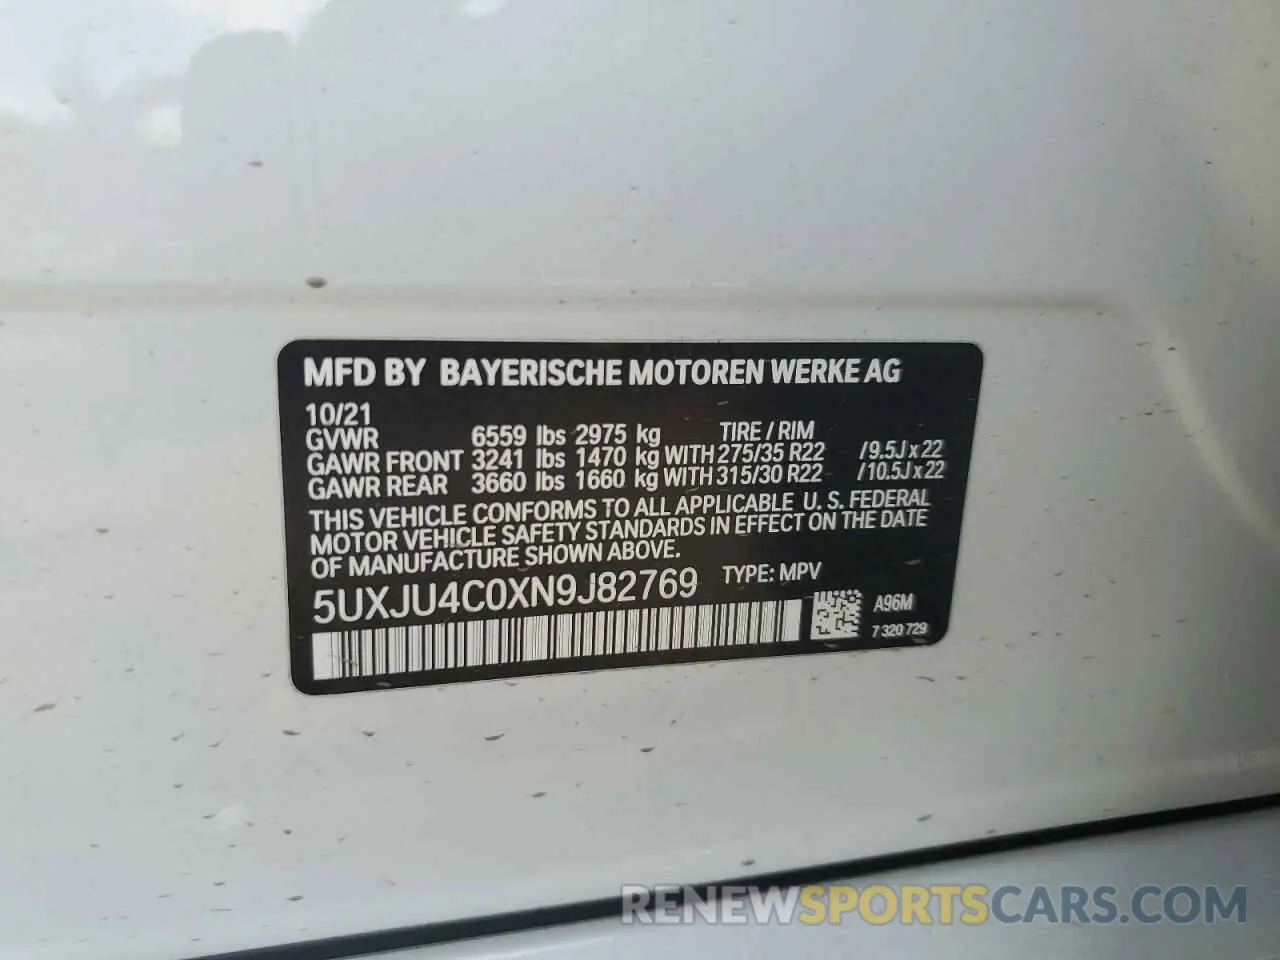 MFD BY BAYERISCHE MOTOREN WERKE AG
10/21
GVWR 6559 lbs 2975 kg TIRE / RIM
GAWR FRONT 3241 lbs 1470 kg WITH 275/35 R22 /9.5J x 22
GAWR REAR 3660 lbs 1660 kg WITH 315/30 R22 /10.5J x 22
THIS VEHICLE CONFORMS TO ALL APPLICABLE U. S. FEDERAL
MOTOR VEHICLE SAFETY STANDARDS IN EFFECT ON THE DATE
OF MANUFACTURE SHOWN ABOVE.
5UXJU4C0XN9J82769 TYPE: MPV
A96M
7 320 729
RENEWSPORTSCARS.COM